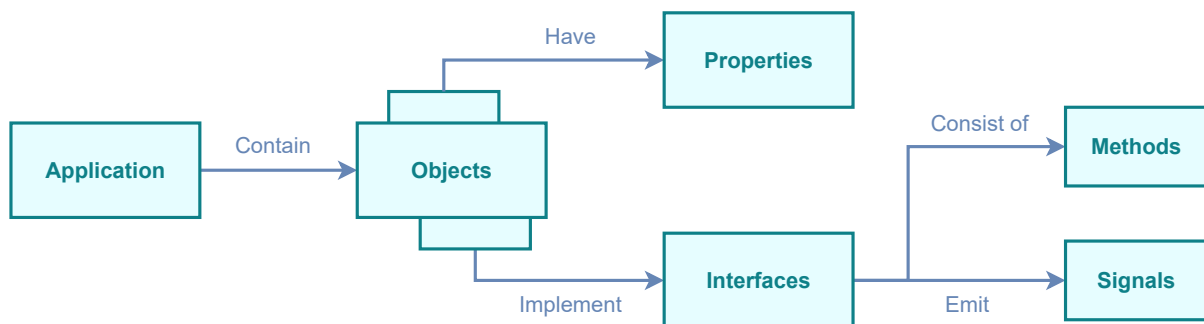 Have
Properties
Application
Contain
Objects
Consist of
Methods
Implement
Interfaces
Emit
Signals